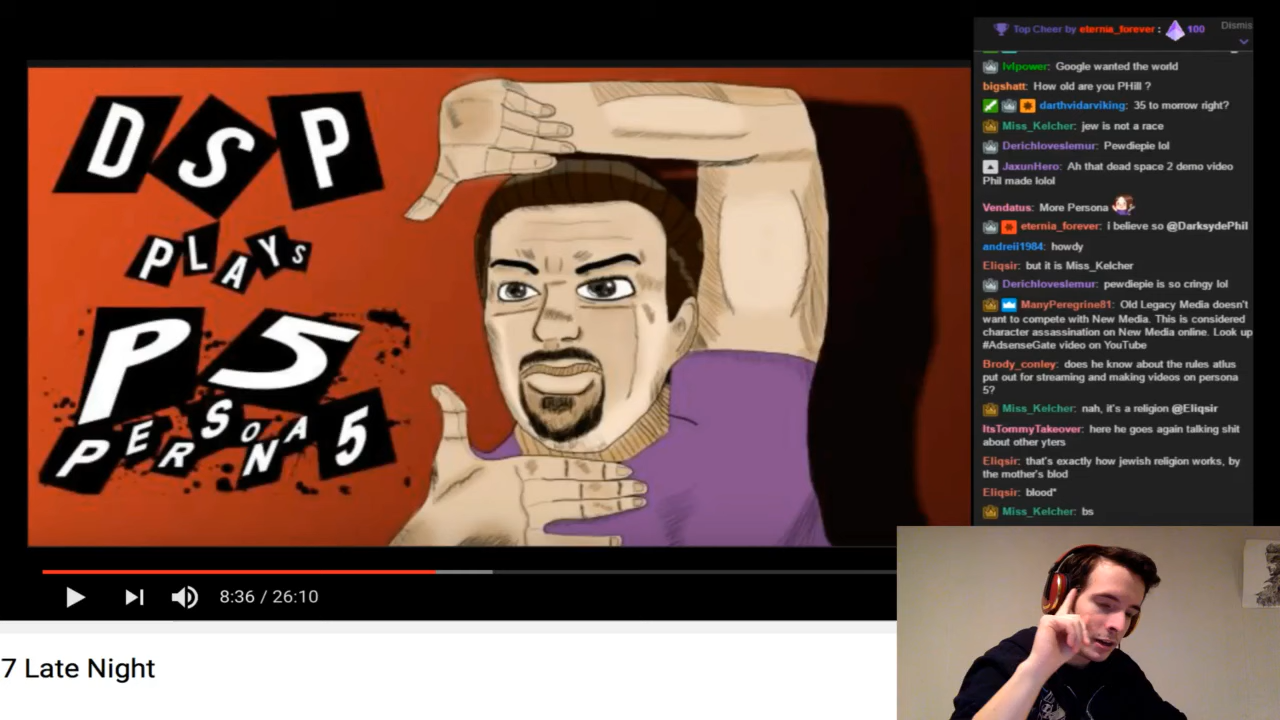 DSP
PLAYS
P5
PERSONA 5
8:36 / 26:10
7 Late Night
Top Cheer by eternia_forever : 100
Dismis
lvlpower: Google wanted the world
bigshatt: How old are you PHill ?
darthvidarviking: 35 to morrow right?
Miss_Kelcher: jew is not a race
Derichloveslemur: Pewdiepie lol
JaxunHero: Ah that dead space 2 demo video
Phil made lolol
Vendatus: More Persona
eternia_forever: i believe so @DarksydePhil
andreii1984: howdy
Eliqsir: but it is Miss_Kelcher
Derichloveslemur: pewdiepie is so cringy lol
ManyPeregrine81: Old Legacy Media doesn't
want to compete with New Media. This is considered
character assassination on New Media online. Look up
#AdsenseGate video on YouTube
Brody_conley: does he know about the rules atlus
put out for streaming and making videos on persona
5?
Miss_Kelcher: nah, it's a religion @Eliqsir
ItsTommyTakeover: here he goes again talking shit
about other yters
Eliqsir: that's exactly how jewish religion works, by
the mother's blod
Eliqsir: blood*
Miss_Kelcher: bs